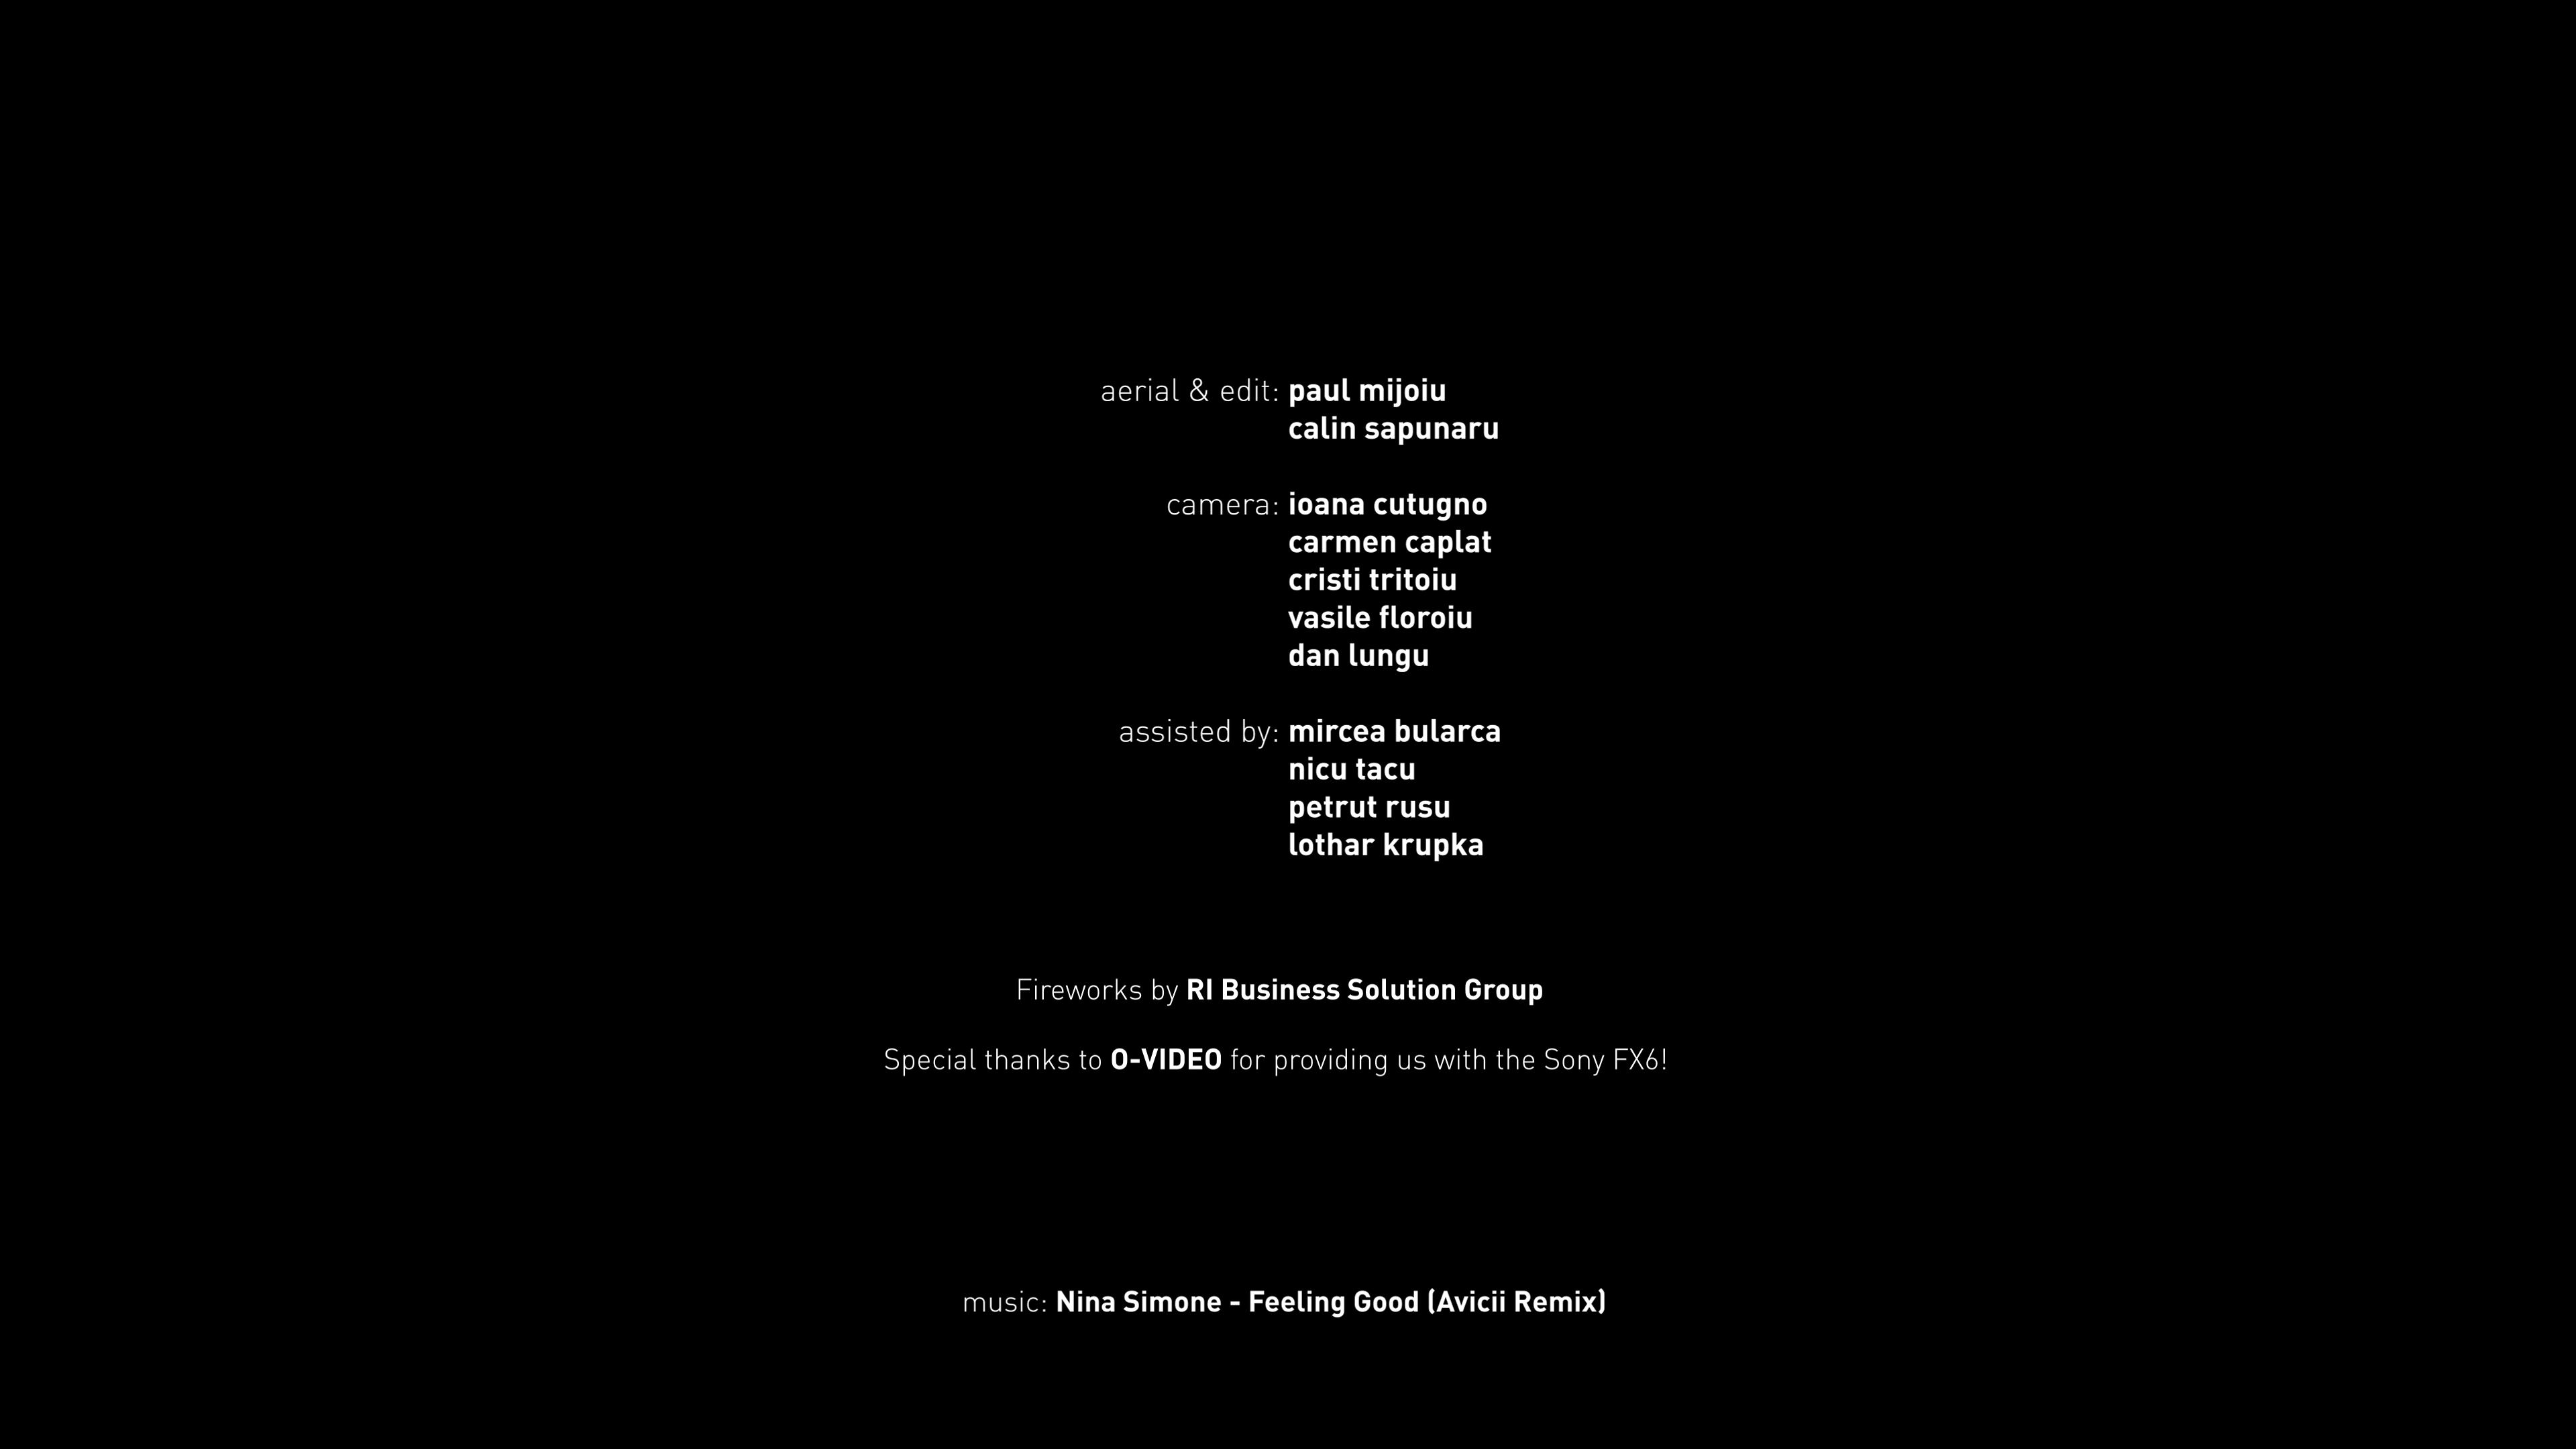 aerial & edit: paul mijoiu
calin sapunaru
camera: ioana cutugno
carmen caplat
cristi tritoiu
vasile floroiu
dan lungu
assisted by: mircea bularca
nicu tacu
petrut rusu
lothar krupka
Fireworks by RI Business Solution Group
Special thanks to O-VIDEO for providing us with the Sony FX6!
music: Nina Simone - Feeling Good (Avicii Remix)